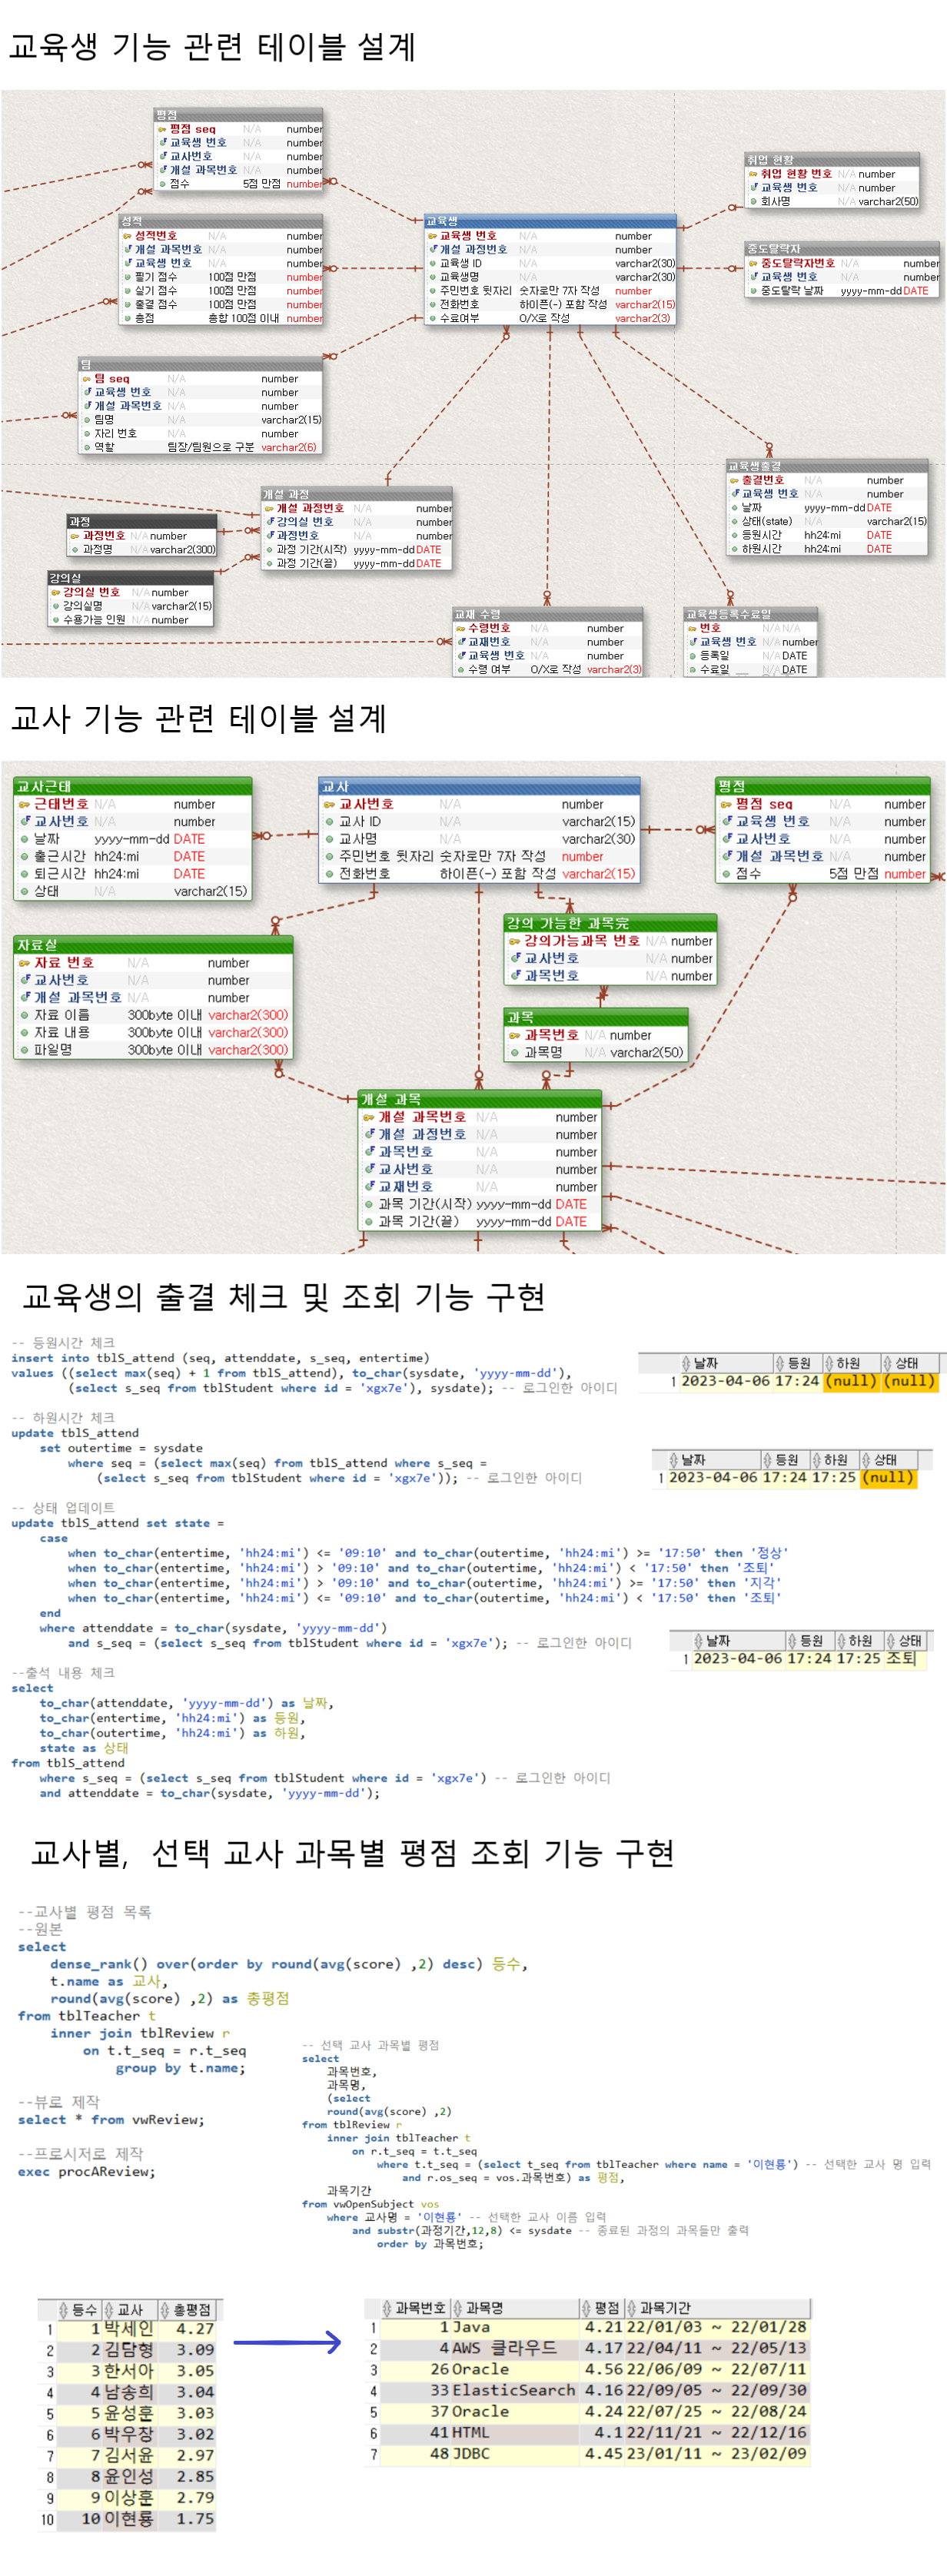 교육생 기능 관련 테이블 설계
평점
평점 seq N/A number
교육생 번호 N/A number
교사번호 N/A number
개설 과목번호 N/A number
점수 5점 만점 number
성적
성적번호 N/A number
개설 과목번호 N/A number
교육생 번호 N/A number
필기 점수 100점 만점 number
실기 점수 100점 만점 number
출결 점수 100점 만점 number
총점 총합 100점 이내 number
팀
팀 seq N/A number
교육생 번호 N/A number
개설 과목번호 N/A number
팀명 N/A varchar2(15)
자리 번호 N/A number
역할 팀장/팀원으로 구분 varchar2(6)
교육생
교육생 번호 N/A number
개설 과정번호 N/A number
교육생 ID N/A varchar2(30)
교육생명 N/A varchar2(30)
주민번호 뒷자리 숫자로만 7자 작성 number
전화번호 하이픈(-) 포함 작성 varchar2(15)
수료여부 O/X로 작성 varchar2(3)
취업 현황
취업 현황 번호 N/A number
교육생 번호 N/A number
회사명 N/A varchar2(50)
중도탈락자
중도탈락자번호 N/A number
교육생 번호 N/A number
중도탈락 날짜 yyyy-mm-dd DATE
개설 과정
개설 과정번호 N/A number
강의실 번호 N/A number
과정번호 N/A number
과정 기간(시작) yyyy-mm-dd DATE
과정 기간(끝) yyyy-mm-dd DATE
과정
과정번호 N/A number
과정명 N/A varchar2(300)
강의실
강의실 번호 N/A number
강의실명 N/A varchar2(15)
수용가능 인원 N/A number
교육생출결
출결번호 N/A number
교육생 번호 N/A number
날짜 yyyy-mm-dd DATE
상태(state) N/A varchar2(15)
등원시간 hh24:mi DATE
하원시간 hh24:mi DATE
교재 수령
수령번호 N/A number
교재번호 N/A number
교육생 번호 N/A number
수령 여부 O/X로 작성 varchar2(3)
교육생등록수료일
번호 N/A N/A
교육생 번호 N/A number
등록일 N/A DATE
수료일 N/A DATE
교사 기능 관련 테이블 설계
교사근태
근태번호 N/A number
교사번호 N/A number
날짜 yyyy-mm-dd DATE
출근시간 hh24:mi DATE
퇴근시간 hh24:mi DATE
상태 N/A varchar2(15)
교사
교사번호 N/A number
교사 ID N/A varchar2(15)
교사명 N/A varchar2(30)
주민번호 뒷자리 숫자로만 7자 작성 number
전화번호 하이픈(-) 포함 작성 varchar2(15)
평점
평점 seq N/A number
교육생 번호 N/A number
교사번호 N/A number
개설 과목번호 N/A number
점수 5점 만점 number
자료실
자료 번호 N/A number
교사번호 N/A number
개설 과목번호 N/A number
자료 이름 300byte 이내 varchar2(300)
자료 내용 300byte 이내 varchar2(300)
파일명 300byte 이내 varchar2(300)
강의 가능한 과목完
강의가능과목 번호 N/A number
교사번호 N/A number
과목번호 N/A number
과목
과목번호 N/A number
과목명 N/A varchar2(50)
개설 과목
개설 과목번호 N/A number
개설 과정번호 N/A number
과목번호 N/A number
교사번호 N/A number
교재번호 N/A number
과목 기간(시작) yyyy-mm-dd DATE
과목 기간(끝) yyyy-mm-dd DATE
교육생의 출결 체크 및 조회 기능 구현
-- 등원시간 체크
insert into tblS_attend (seq, attenddate, s_seq, entertime)
values ((select max(seq) + 1 from tblS_attend), to_char(sysdate, 'yyyy-mm-dd'),
(select s_seq from tblStudent where id = 'xgx7e'), sysdate); -- 로그인한 아이디
날짜 등원 하원 상태
1 2023-04-06 17:24 (null) (null)
-- 하원시간 체크
update tblS_attend
set outertime = sysdate
where seq = (select max(seq) from tblS_attend where s_seq =
(select s_seq from tblStudent where id = 'xgx7e')); -- 로그인한 아이디
날짜 등원 하원 상태
1 2023-04-06 17:24 17:25 (null)
-- 상태 업데이트
update tblS_attend set state =
case
when to_char(entertime, 'hh24:mi') <= '09:10' and to_char(outertime, 'hh24:mi') >= '17:50' then '정상'
when to_char(entertime, 'hh24:mi') > '09:10' and to_char(outertime, 'hh24:mi') < '17:50' then '조퇴'
when to_char(entertime, 'hh24:mi') > '09:10' and to_char(outertime, 'hh24:mi') >= '17:50' then '지각'
when to_char(entertime, 'hh24:mi') <= '09:10' and to_char(outertime, 'hh24:mi') < '17:50' then '조퇴'
end
where attenddate = to_char(sysdate, 'yyyy-mm-dd')
and s_seq = (select s_seq from tblStudent where id = 'xgx7e'); -- 로그인한 아이디
날짜 등원 하원 상태
1 2023-04-06 17:24 17:25 조퇴
--출석 내용 체크
select
to_char(attenddate, 'yyyy-mm-dd') as 날짜,
to_char(entertime, 'hh24:mi') as 등원,
to_char(outertime, 'hh24:mi') as 하원,
state as 상태
from tblS_attend
where s_seq = (select s_seq from tblStudent where id = 'xgx7e') -- 로그인한 아이디
and attenddate = to_char(sysdate, 'yyyy-mm-dd');
교사별, 선택 교사 과목별 평점 조회 기능 구현
--교사별 평점 목록
--원본
select
dense_rank() over(order by round(avg(score) ,2) desc) 등수,
t.name as 교사,
round(avg(score) ,2) as 총평점
from tblTeacher t
inner join tblReview r
on t.t_seq = r.t_seq
group by t.name;
--뷰로 제작
select * from vwReview;
--프로시저로 제작
exec procAReview;
-- 선택 교사 과목별 평점
select
과목번호,
과목명,
(select
round(avg(score) ,2)
from tblReview r
inner join tblTeacher t
on r.t_seq = t.t_seq
where t.t_seq = (select t_seq from tblTeacher where name = '이현룡') -- 선택한 교사 명 입력
and r.os_seq = vos.과목번호) as 평점,
과목기간
from vwOpenSubject vos
where 교사명 = '이현룡' -- 선택한 교사 이름 입력
and substr(과정기간,12,8) <= sysdate -- 종료된 과정의 과목들만 출력
order by 과목번호;
등수 교사 총평점
1 1 박세인 4.27
2 2 김담형 3.09
3 3 한서아 3.05
4 4 남송희 3.04
5 5 윤성훈 3.03
6 6 박우창 3.02
7 7 김서윤 2.97
8 8 윤인성 2.85
9 9 이상훈 2.79
10 10 이현룡 1.75
과목번호 과목명 평점 과목기간
1 1 Java 4.21 22/01/03 ~ 22/01/28
2 4 AWS 클라우드 4.17 22/04/11 ~ 22/05/13
3 26 Oracle 4.56 22/06/09 ~ 22/07/11
4 33 ElasticSearch 4.16 22/09/05 ~ 22/09/30
5 37 Oracle 4.24 22/07/25 ~ 22/08/24
6 41 HTML 4.1 22/11/21 ~ 22/12/16
7 48 JDBC 4.45 23/01/11 ~ 23/02/09